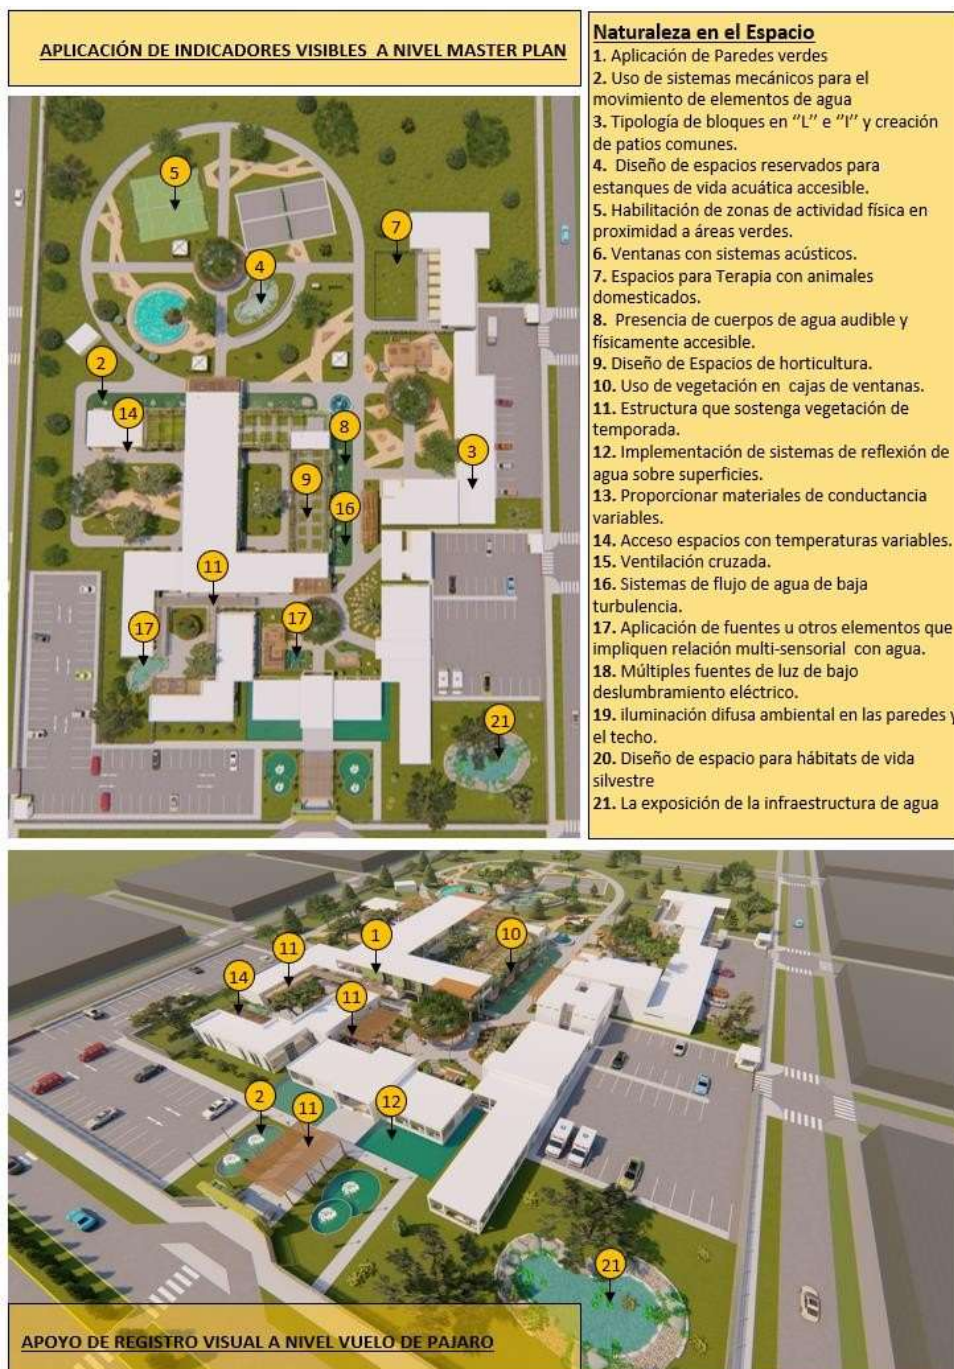 APLICACIÓN DE INDICADORES VISIBLES A NIVEL MASTER PLAN
Naturaleza en el Espacio
1. Aplicación de Paredes verdes
2. Uso de sistemas mecánicos para el
movimiento de elementos de agua
3. Tipología de bloques en “L” e “I” y creación
de patios comunes.
4. Diseño de espacios reservados para
estanques de vida acuática accesible.
5. Habilitación de zonas de actividad física en
proximidad a áreas verdes.
6. Ventanas con sistemas acústicos.
7. Espacios para Terapia con animales
domesticados.
8. Presencia de cuerpos de agua audible y
físicamente accesible.
9. Diseño de Espacios de horticultura.
10. Uso de vegetación en cajas de ventanas.
11. Estructura que sostenga vegetación de
temporada.
12. Implementación de sistemas de reflexión de
agua sobre superficies.
13. Proporcionar materiales de conductancia
variables.
14. Acceso espacios con temperaturas variables.
15. Ventilación cruzada.
16. Sistemas de flujo de agua de baja
turbulencia.
17. Aplicación de fuentes u otros elementos que
impliquen relación multi-sensorial con agua.
18. Múltiples fuentes de luz de bajo
deslumbramiento eléctrico.
19. iluminación difusa ambiental en las paredes y
el techo.
20. Diseño de espacio para hábitats de vida
silvestre
21. La exposición de la infraestructura de agua
5
7
4
2
14
8
3
9
16
11
17
17
21
1
10
11
14
11
2
11
12
21
APOYO DE REGISTRO VISUAL A NIVEL VUELO DE PAJARO